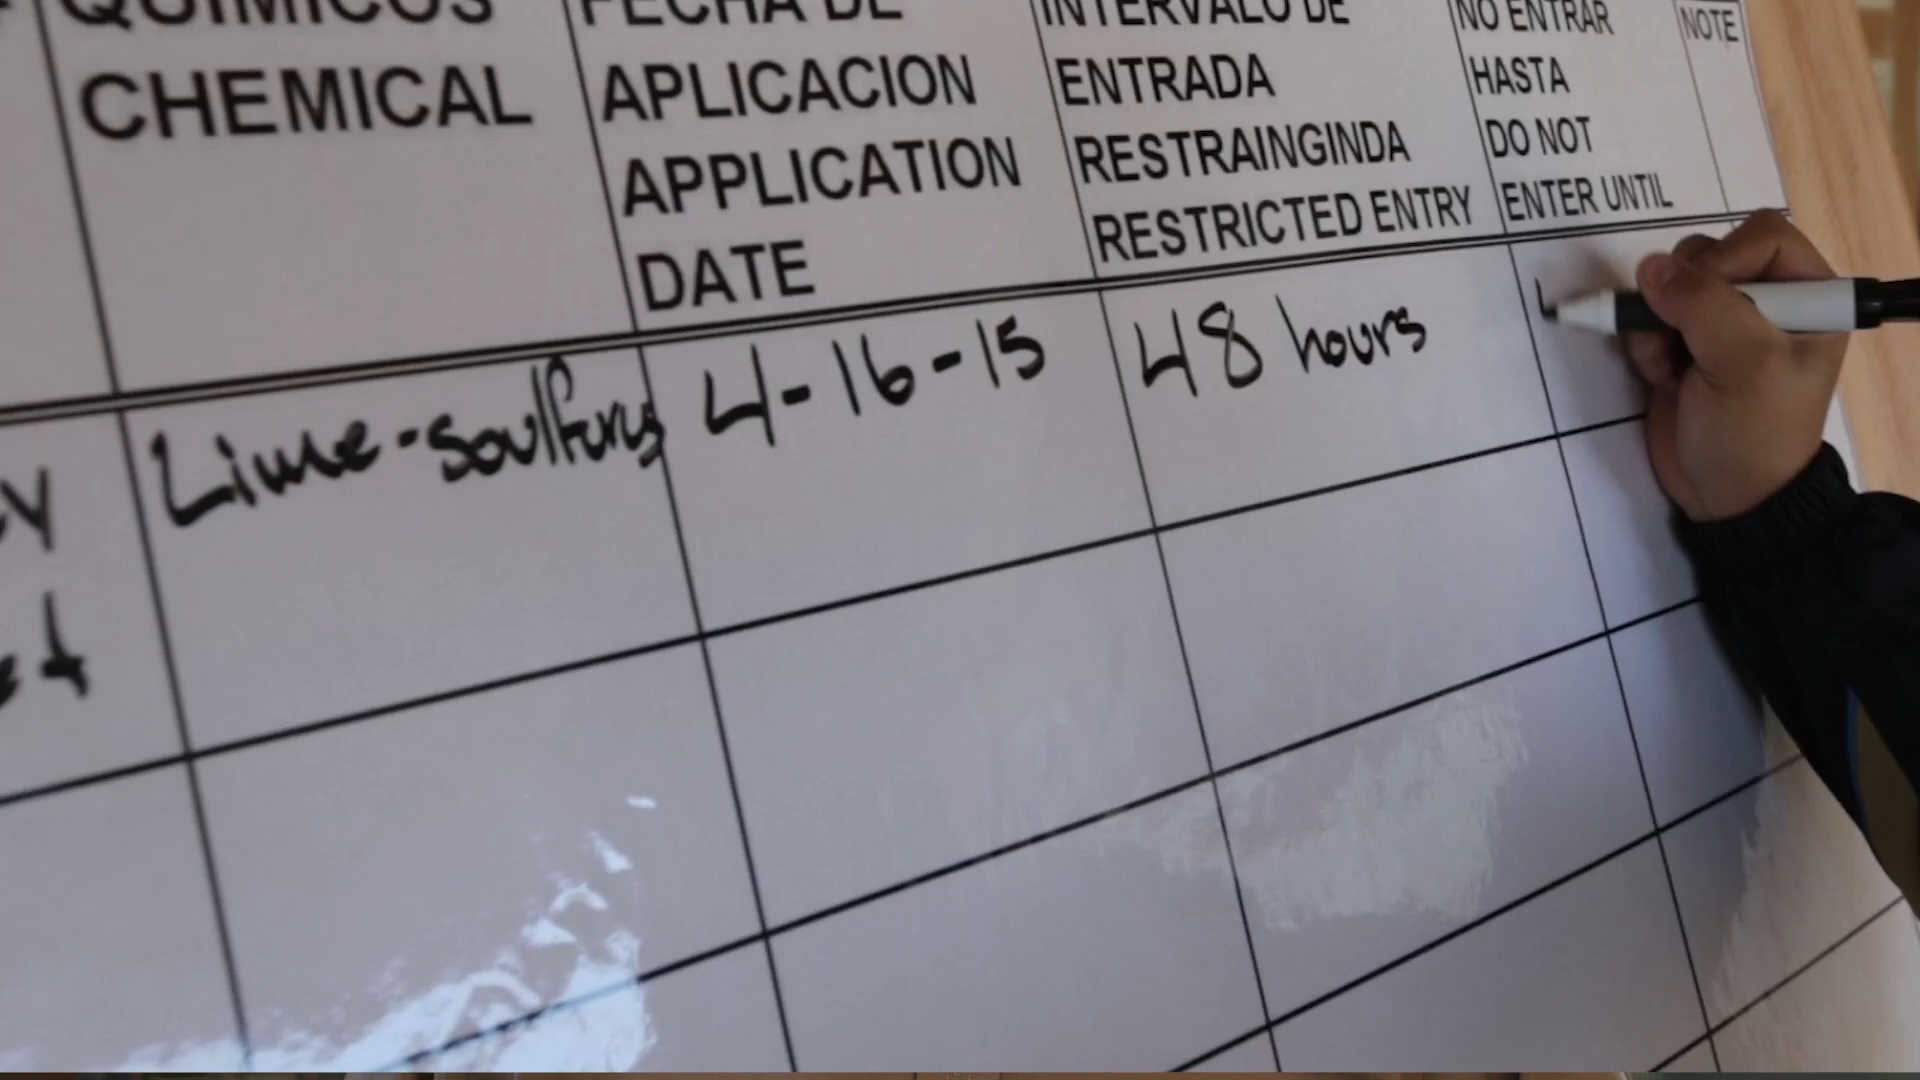 QUIMICOS
CHEMICAL
FECHA DE
APLICACION
APPLICATION
DATE
INTERVALO DE
ENTRADA
RESTRAINGINDA
RESTRICTED ENTRY
NO ENTRAR
HASTA
DO NOT
ENTER UNTIL
NOTE
Lime-soulfurus
4-16-15
48 hours